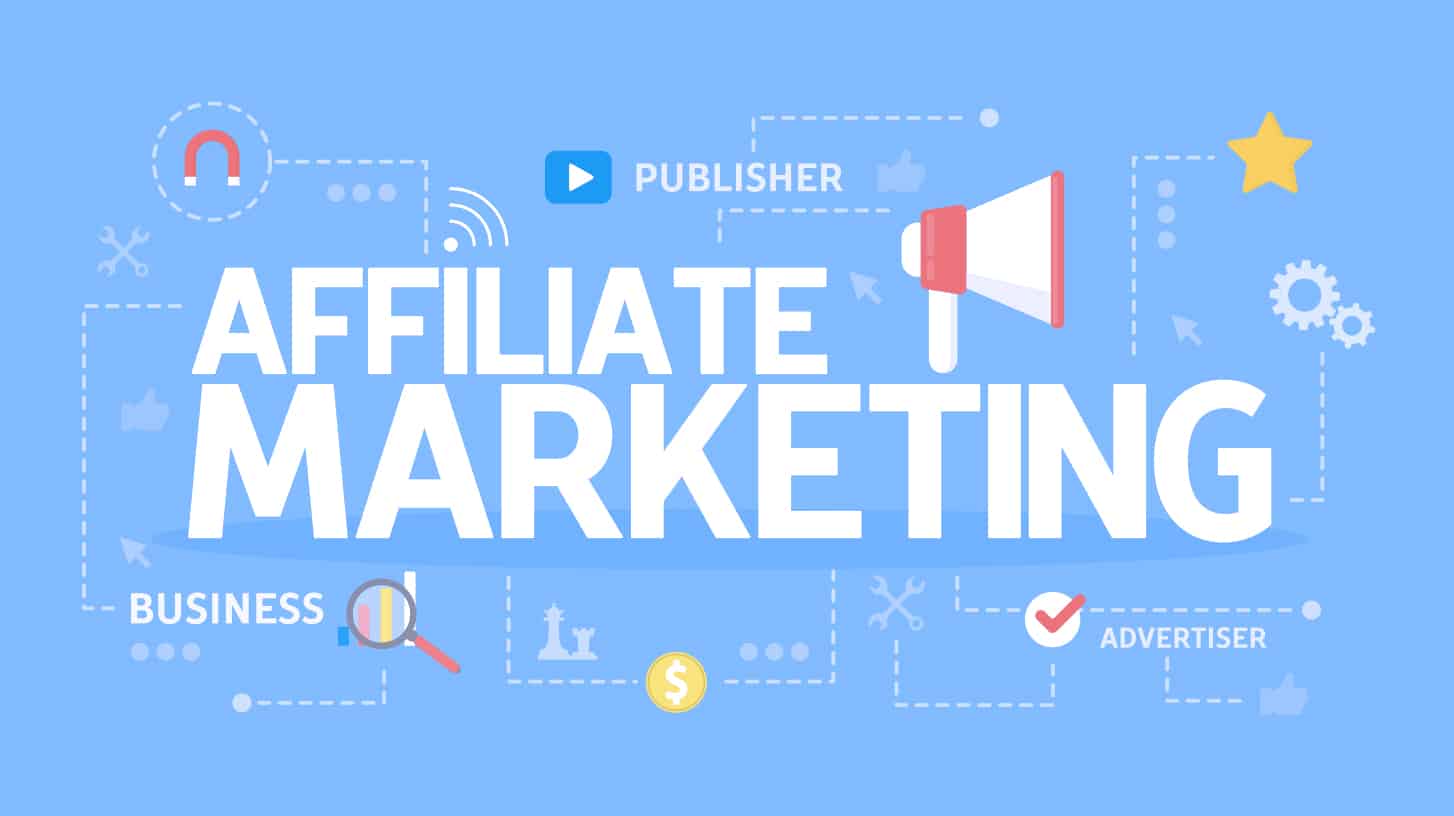 PUBLISHER
AFFILIATE
MARKETING
BUSINESS
$
ADVERTISER